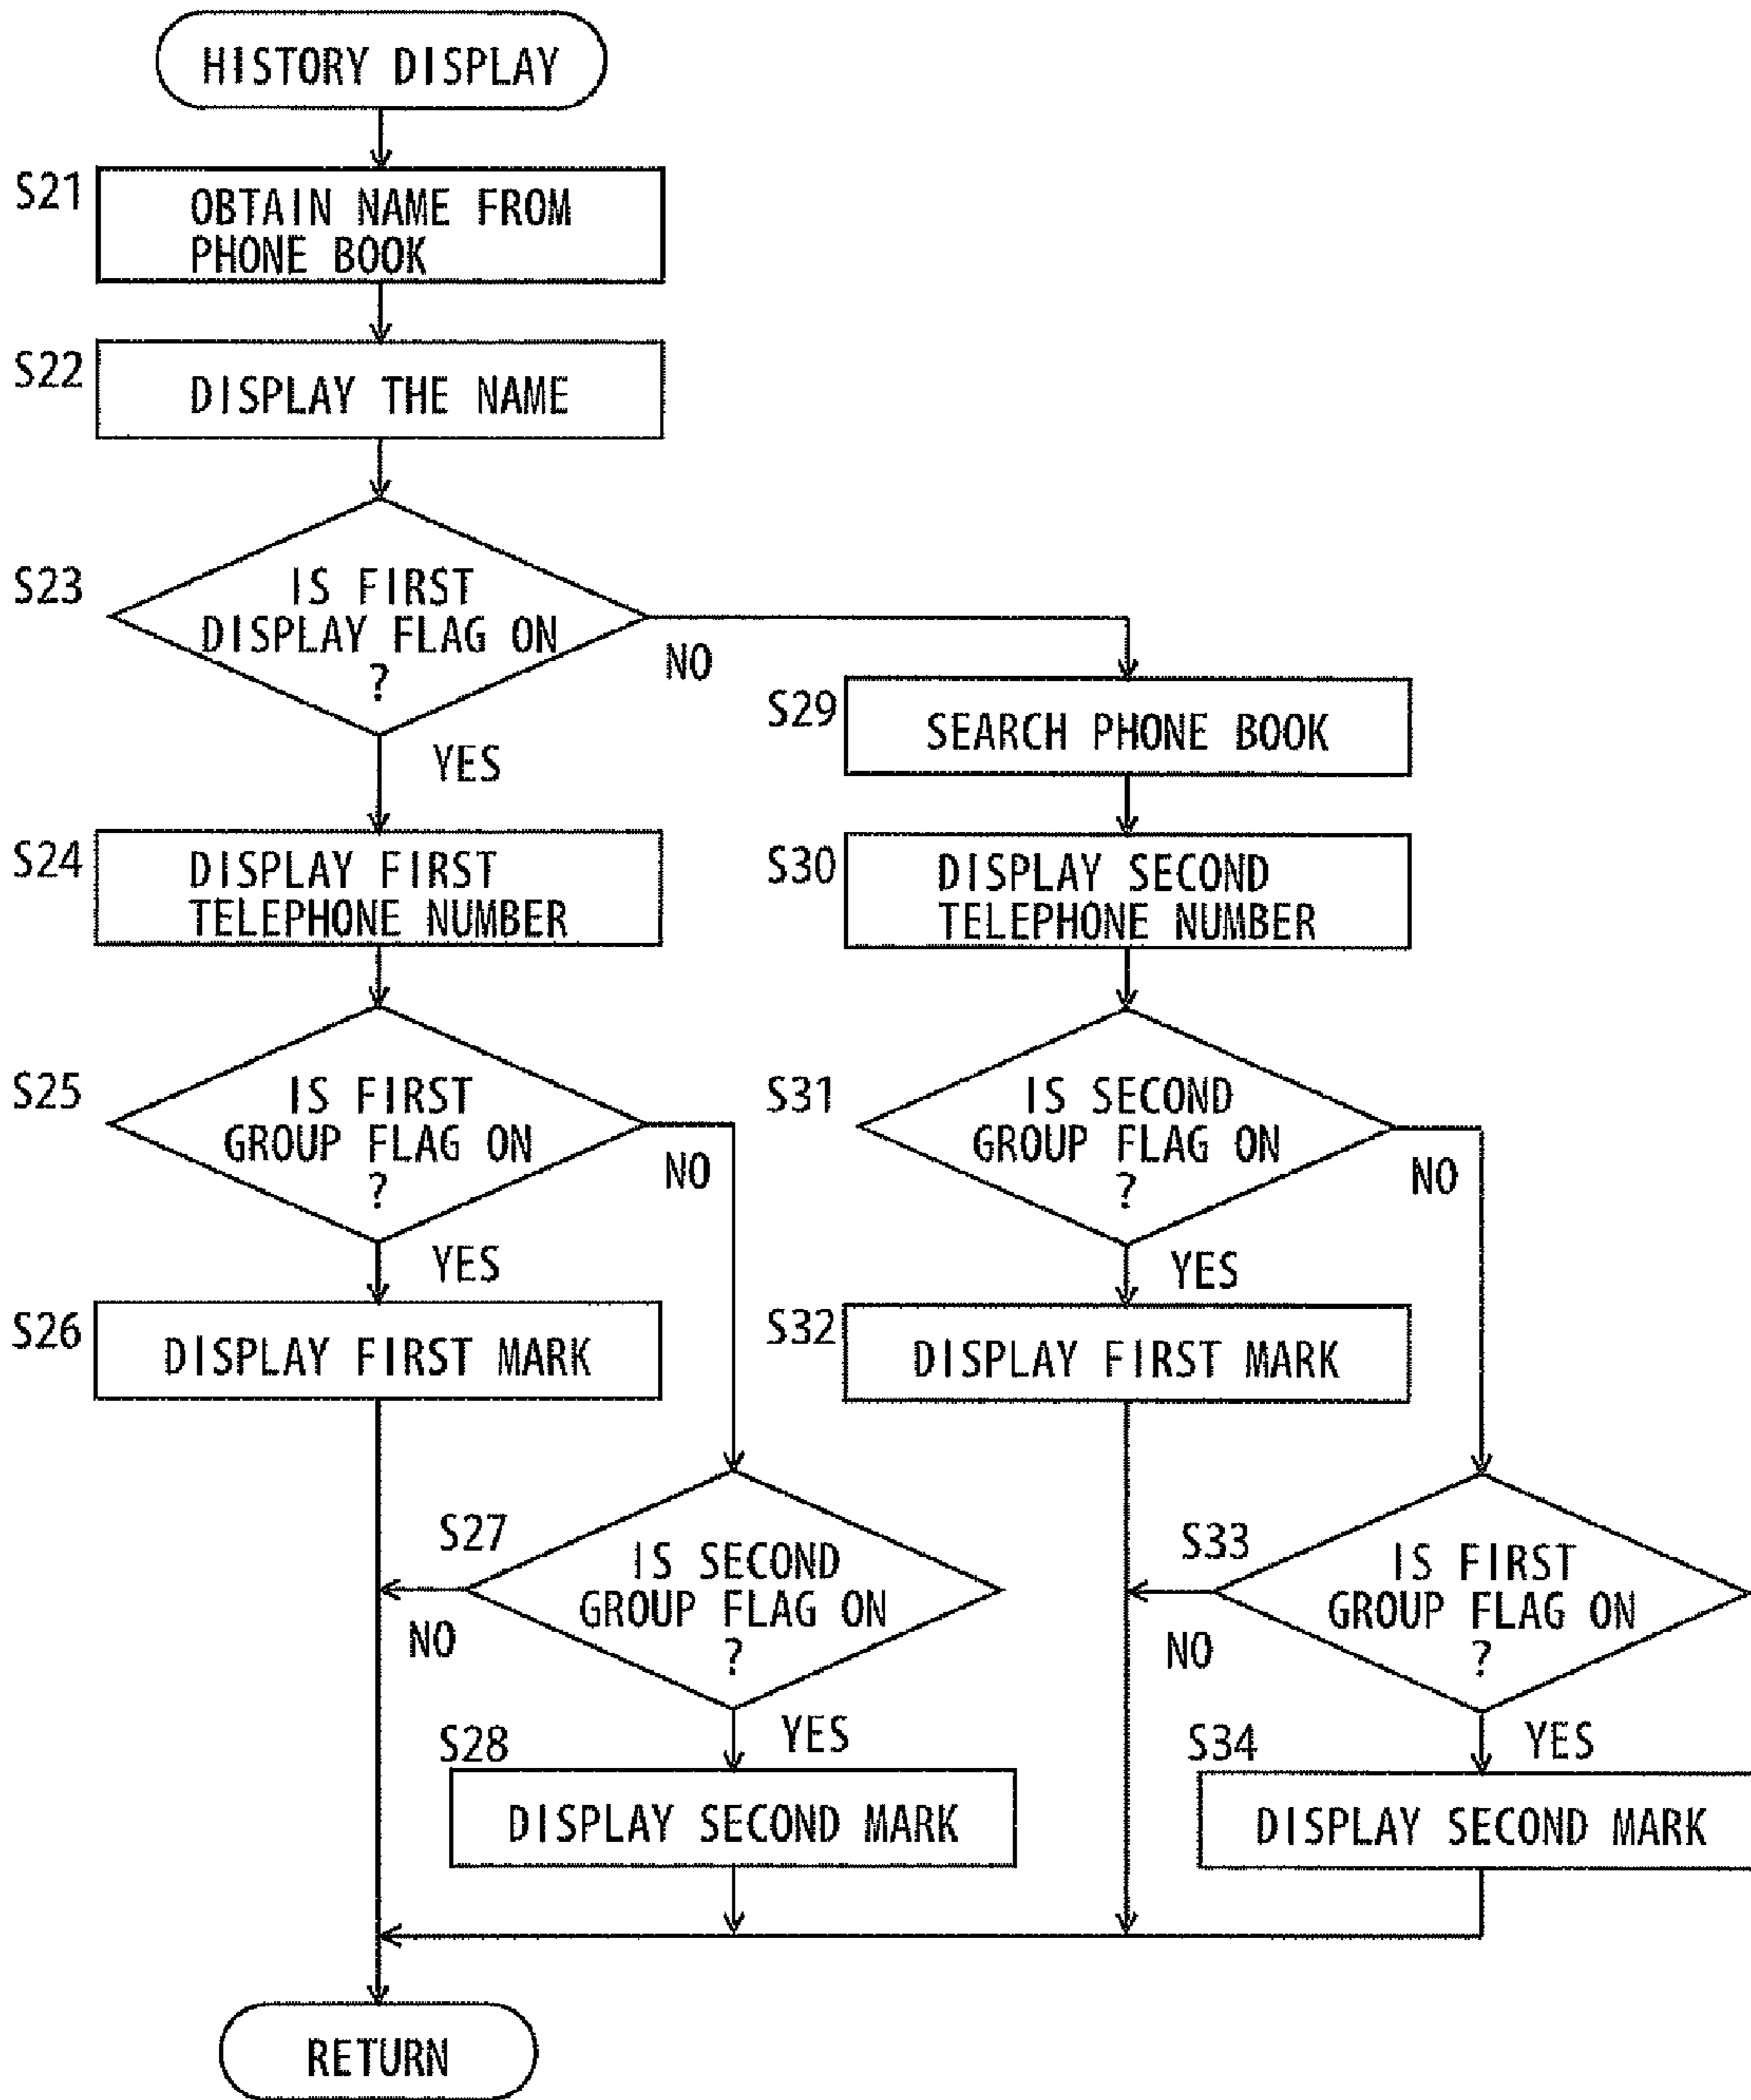 HISTORY DISPLAY
S21
OBTAIN NAME FROM
PHONE BOOK
S22
DISPLAY THE NAME
S23
IS FIRST
DISPLAY FLAG ON
?
NO
YES
S29
SEARCH PHONE BOOK
S24
DISPLAY FIRST
TELEPHONE NUMBER
S30
DISPLAY SECOND
TELEPHONE NUMBER
S25
IS FIRST
GROUP FLAG ON
?
NO
YES
S31
IS SECOND
GROUP FLAG ON
?
NO
YES
S26
DISPLAY FIRST MARK
S32
DISPLAY FIRST MARK
S27
IS SECOND
GROUP FLAG ON
?
NO
YES
S33
IS FIRST
GROUP FLAG ON
?
NO
YES
S28
DISPLAY SECOND MARK
S34
DISPLAY SECOND MARK
RETURN